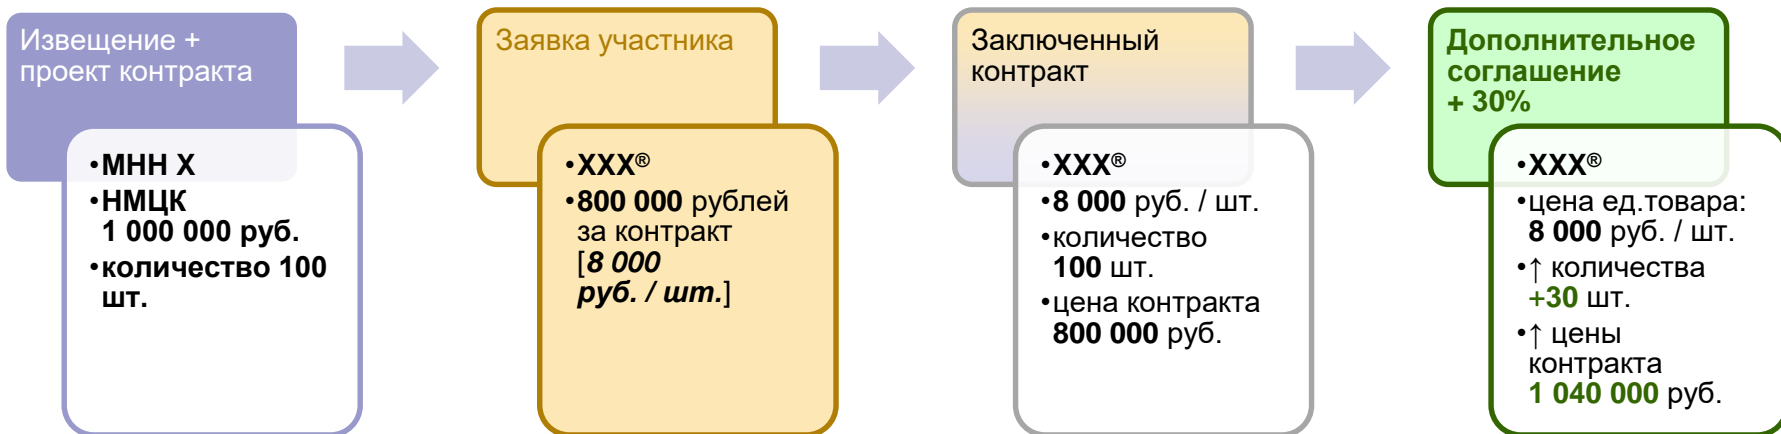 Извещение +
проект контракта
•МНН X
•НМЦК
1 000 000 руб.
•количество 100
шт.
Заявка участника
•XXX®
•800 000 рублей
за контракт
[8 000
руб. / шт.]
Заключенный
контракт
•XXX®
•8 000 руб. / шт.
•количество
100 шт.
•цена контракта
800 000 руб.
Дополнительное
соглашение
+ 30%
•XXX®
•цена ед.товара:
8 000 руб. / шт.
•↑ количества
+30 шт.
•↑ цены
контракта
1 040 000 руб.